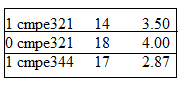 1 cmpe321 14 3.50
0 cmpe321 18 4.00
1 cmpe344 17 2.87